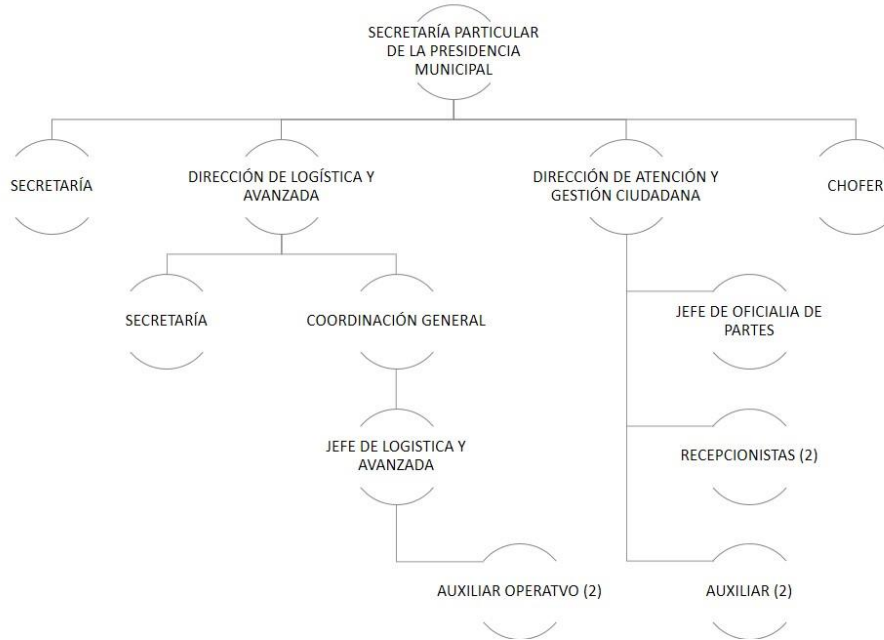 SECRETARÍA PARTICULAR
DE LA PRESIDENCIA
MUNICIPAL
SECRETARÍA
DIRECCIÓN DE LOGÍSTICA Y
AVANZADA
DIRECCIÓN DE ATENCIÓN Y
GESTIÓN CIUDADANA
CHOFER
SECRETARÍA
COORDINACIÓN GENERAL
JEFE DE OFICIALIA DE
PARTES
JEFE DE LOGISTICA Y
AVANZADA
RECEPCIONISTAS (2)
AUXILIAR OPERATVO (2)
AUXILIAR (2)